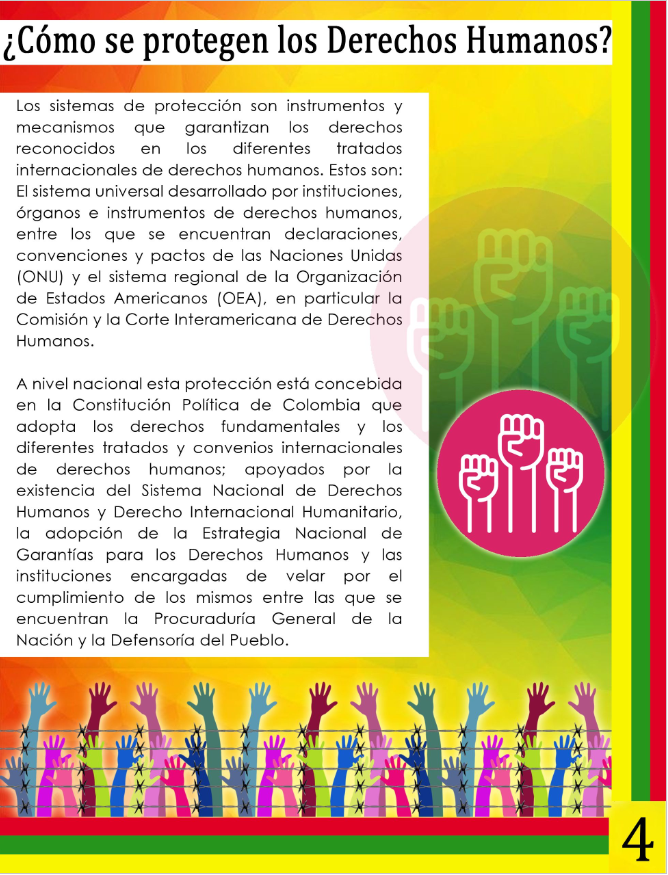 ¿Cómo se protegen los Derechos Humanos?
Los sistemas de protección son instrumentos y
mecanismos que garantizan los derechos
reconocidos en los diferentes tratados
internacionales de derechos humanos. Estos son:
El sistema universal desarrollado por instituciones,
órganos e instrumentos de derechos humanos,
entre los que se encuentran declaraciones,
convenciones y pactos de las Naciones Unidas
(ONU) y el sistema regional de la Organización
de Estados Americanos (OEA), en particular la
Comisión y la Corte Interamericana de Derechos
Humanos.
A nivel nacional esta protección está concebida
en la Constitución Política de Colombia que
adopta los derechos fundamentales y los
diferentes tratados y convenios internacionales
de derechos humanos; apoyados por la
existencia del Sistema Nacional de Derechos
Humanos y Derecho Internacional Humanitario,
la adopción de la Estrategia Nacional de
Garantías para los Derechos Humanos y las
instituciones encargadas de velar por el
cumplimiento de los mismos entre las que se
encuentran la Procuraduría General de la
Nación y la Defensoría del Pueblo.
4